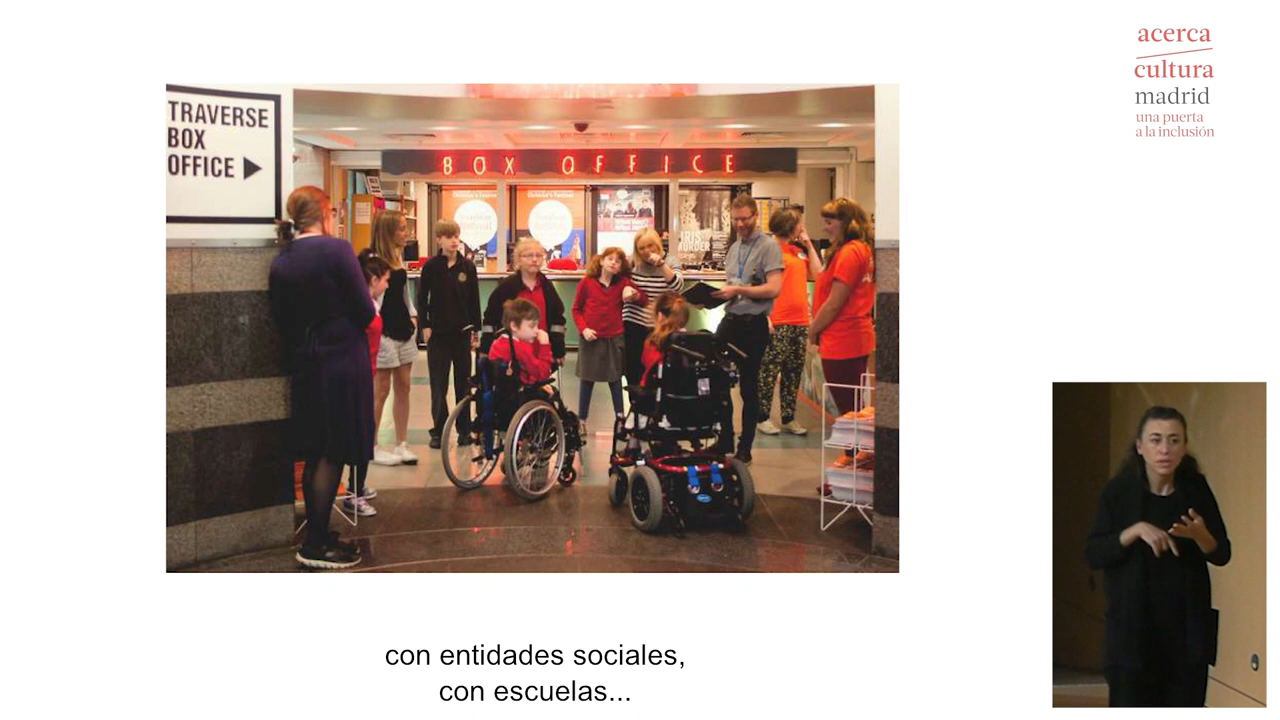 acerca
cultura
madrid
una puerta
a la inclusión
TRAVERSE
BOX
OFFICE
BOX OFFICE
con entidades sociales,
con escuelas...